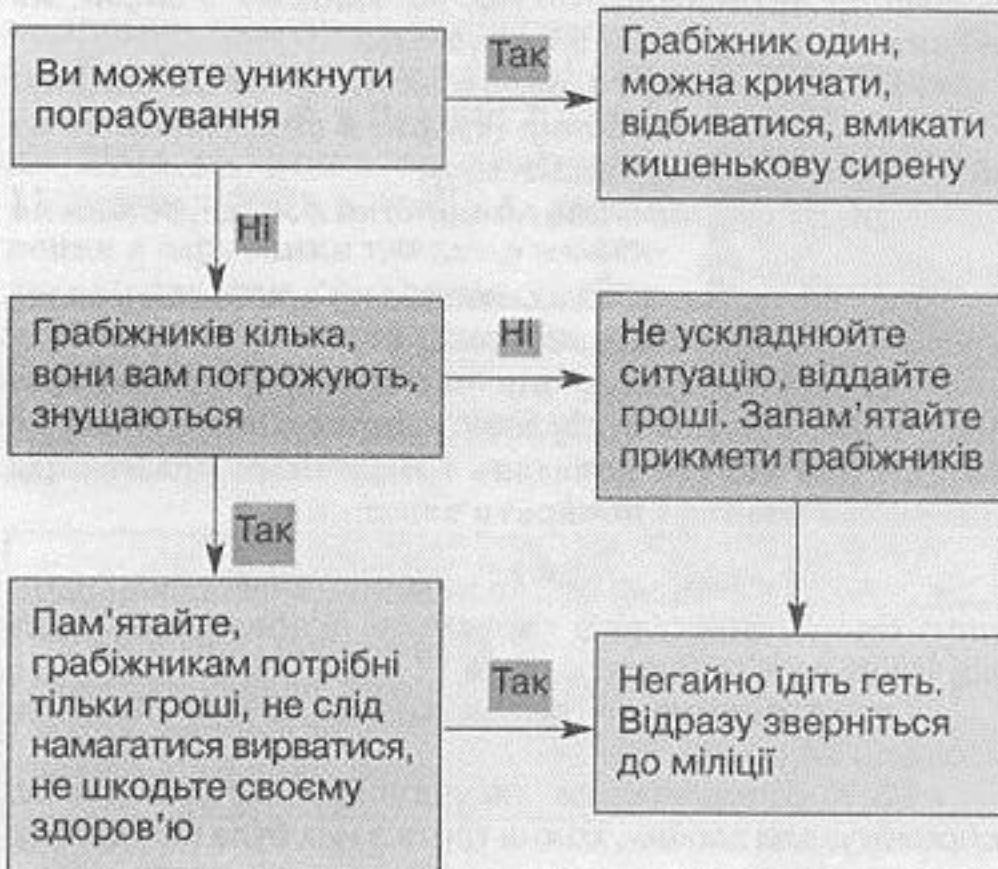 Ви можете уникнути
пограбування
Так
Грабіжник один,
можна кричати,
відбиватися, вмикати
кишенькову сирену
Ні
Грабіжників кілька,
вони вам погрожують,
знущаються
Ні
Не ускладнюйте
ситуацію, віддайте
гроші. Запам’ятайте
прикмети грабіжників
Так
Пам’ятайте,
грабіжникам потрібні
тільки гроші, не слід
намагатися вирватися,
не шкодьте своєму
здоров’ю
Так
Негайно ідіть геть.
Відразу зверніться
до міліції